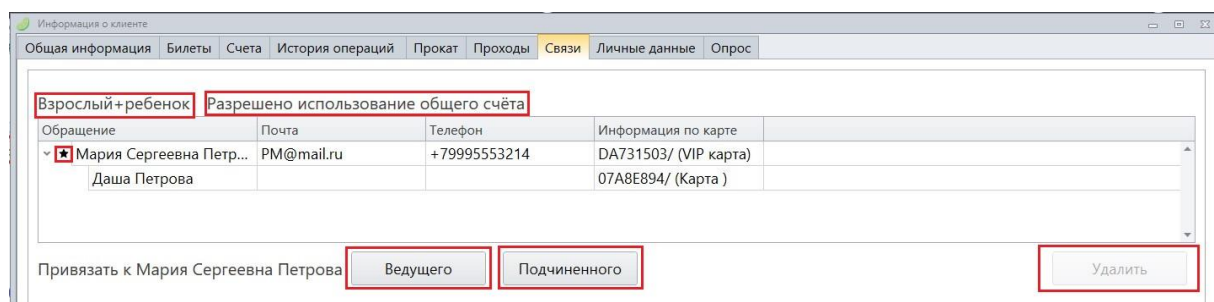 Информация о клиенте
Общая информация Билеты Счета История операций Прокат Проходы Связи Личные данные Опрос
Взрослый+ребенок Разрешено использование общего счёта
Обращение Почта Телефон Информация по карте
Мария Сергеевна Петр... PM@mail.ru +79995553214 DA731503/ (VIP карта)
Даша Петрова 07A8E894/ (Карта )
Привязать к Мария Сергеевна Петрова Ведущего Подчиненного Удалить